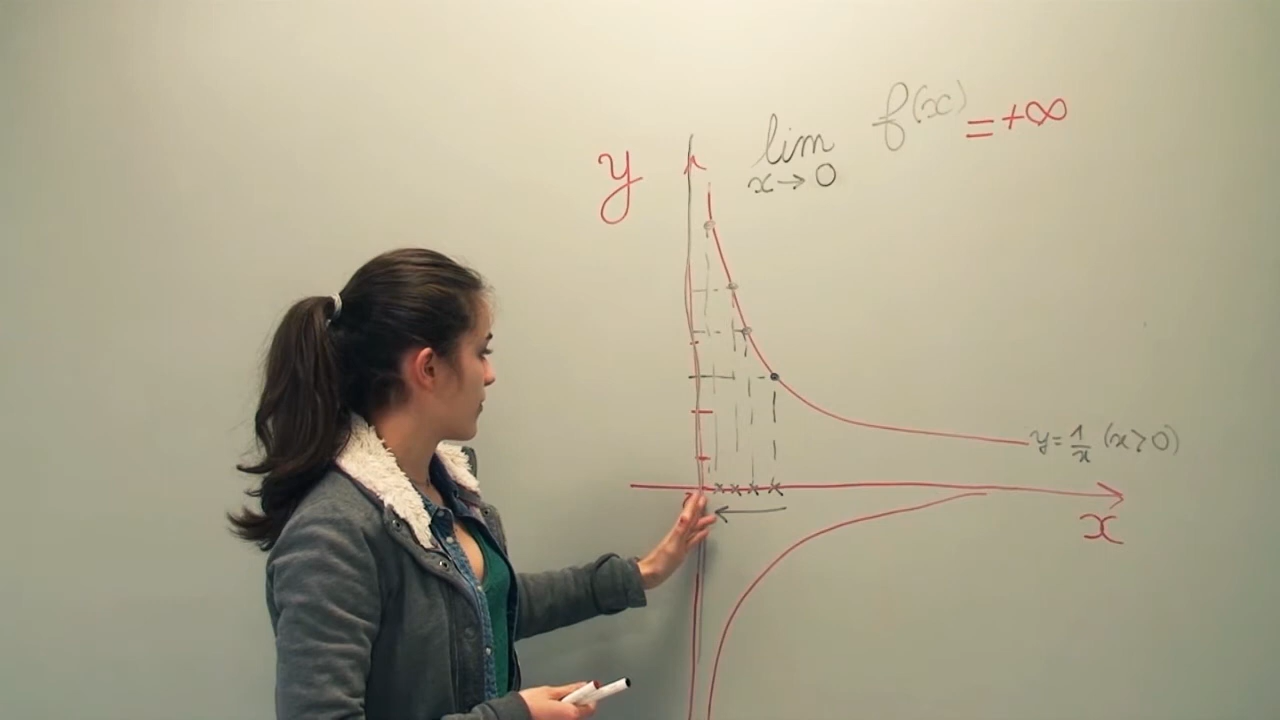 lim f(x) = +∞
x → 0
y
y = 1/x (x > 0)
x